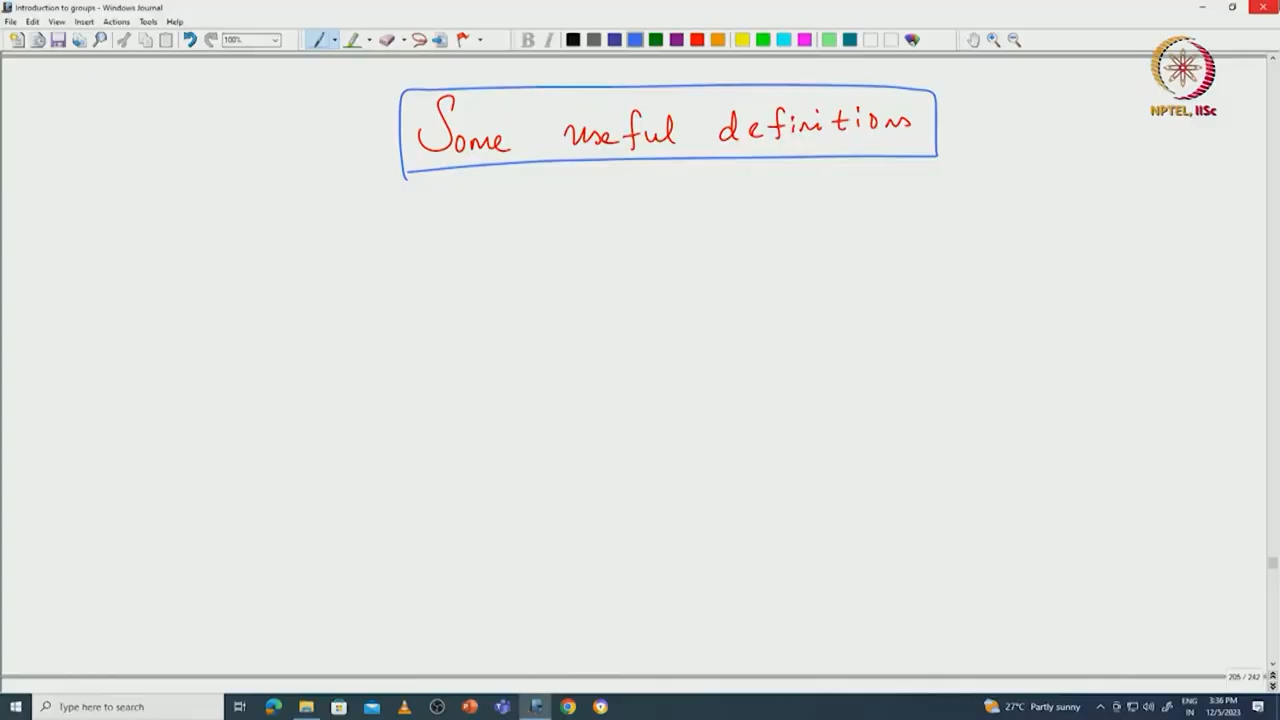 Introduction to groups - Windows Journal
File Edit View Insert Actions Tools Help
100%
NPTEL, IISc
Some useful definitions
205 / 242
Type here to search
27°C Partly sunny
ENG
IN
3:36 PM
12/5/2023